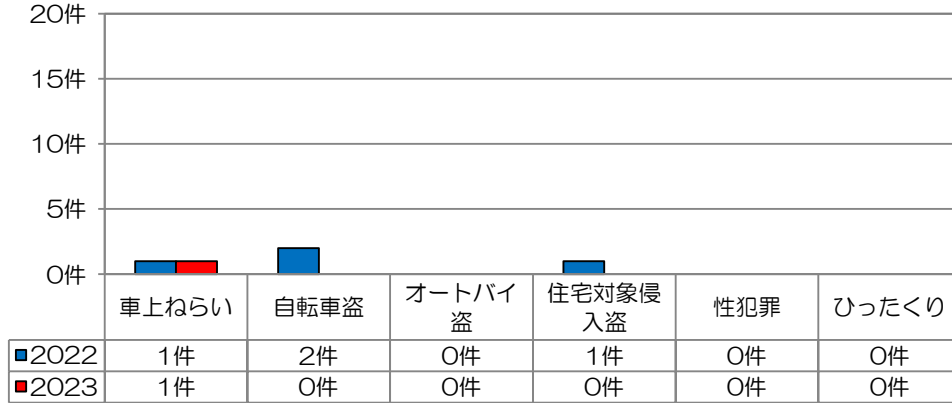 20件
15件
10件
5件
0件
車上ねらい 自転車盗 オートバイ盗 住宅対象侵入盗 性犯罪 ひったくり
2022 1件 2件 0件 1件 0件 0件
2023 1件 0件 0件 0件 0件 0件